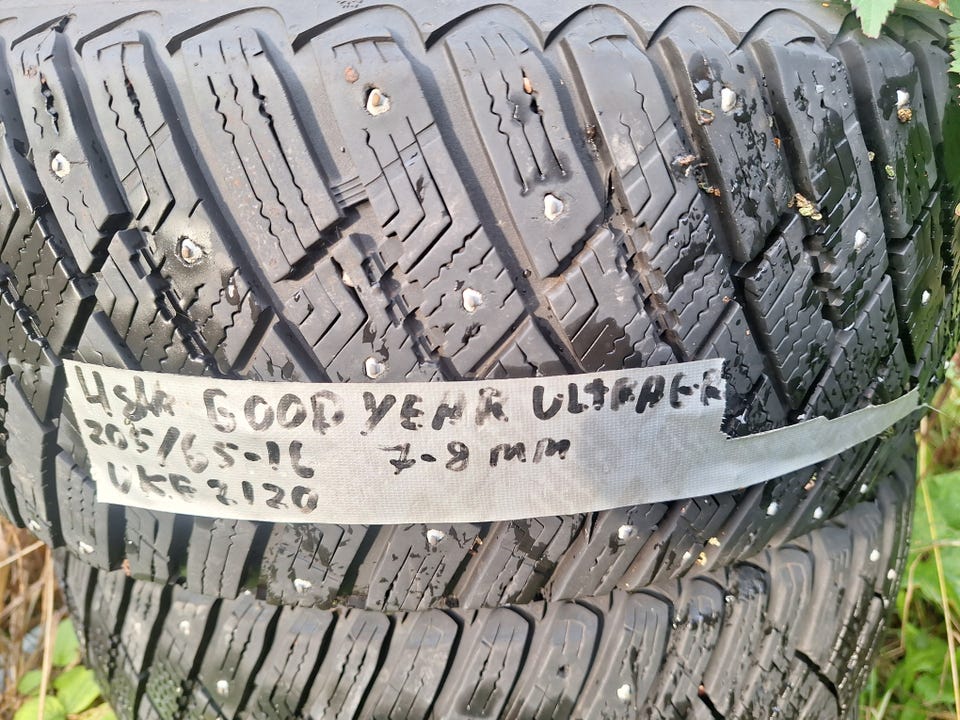 4 stk GOOD YEAR ULTRAGR
205/65-16 7-8 mm
UKE 2120